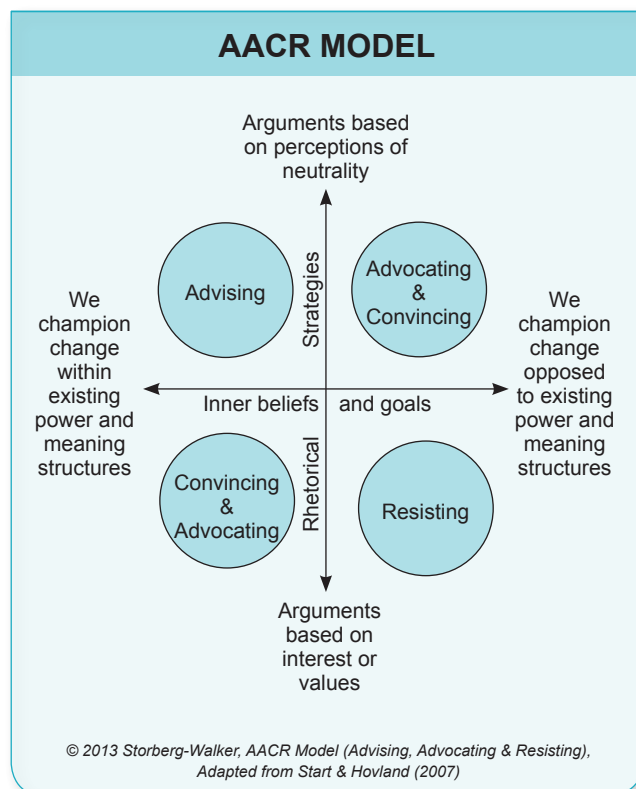 AACR MODEL
Arguments based
on perceptions of
neutrality
Advising
Strategies
Advocating
&
Convincing
We
champion
change
within
existing
power and
meaning
structures
Inner beliefs and goals
We
champion
change
opposed
to existing
power and
meaning
structures
Convincing
&
Advocating
Rhetorical
Resisting
Arguments
based on
interest or
values
© 2013 Storberg-Walker, AACR Model (Advising, Advocating & Resisting),
Adapted from Start & Hovland (2007)